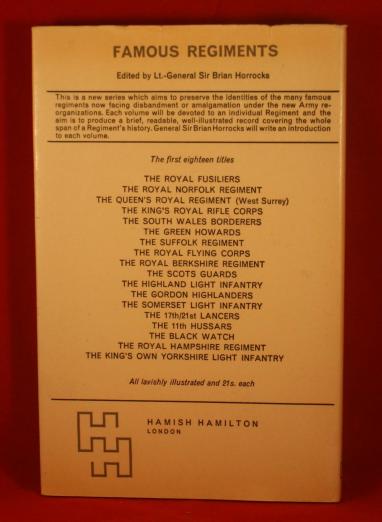 FAMOUS REGIMENTS
Edited by Lt.-General Sir Brian Horrocks
This is a new series which aims to preserve the identities of the many famous
regiments now facing disbandment or amalgamation under the new Army re-
organizations. Each volume will be devoted to an individual Regiment and the
aim is to produce a brief, readable, well-illustrated record covering the whole
span of a Regiment's history. General Sir Brian Horrocks will write an introduction
to each volume.
The first eighteen titles
THE ROYAL FUSILIERS
THE ROYAL NORFOLK REGIMENT
THE QUEEN'S ROYAL REGIMENT (West Surrey)
THE KING'S ROYAL RIFLE CORPS
THE SOUTH WALES BORDERERS
THE GREEN HOWARDS
THE SUFFOLK REGIMENT
THE ROYAL FLYING CORPS
THE ROYAL BERKSHIRE REGIMENT
THE SCOTS GUARDS
THE HIGHLAND LIGHT INFANTRY
THE GORDON HIGHLANDERS
THE SOMERSET LIGHT INFANTRY
THE 17th/21st LANCERS
THE 11th HUSSARS
THE BLACK WATCH
THE ROYAL HAMPSHIRE REGIMENT
THE KING'S OWN YORKSHIRE LIGHT INFANTRY
All lavishly illustrated and 21s. each
HAMISH HAMILTON
LONDON